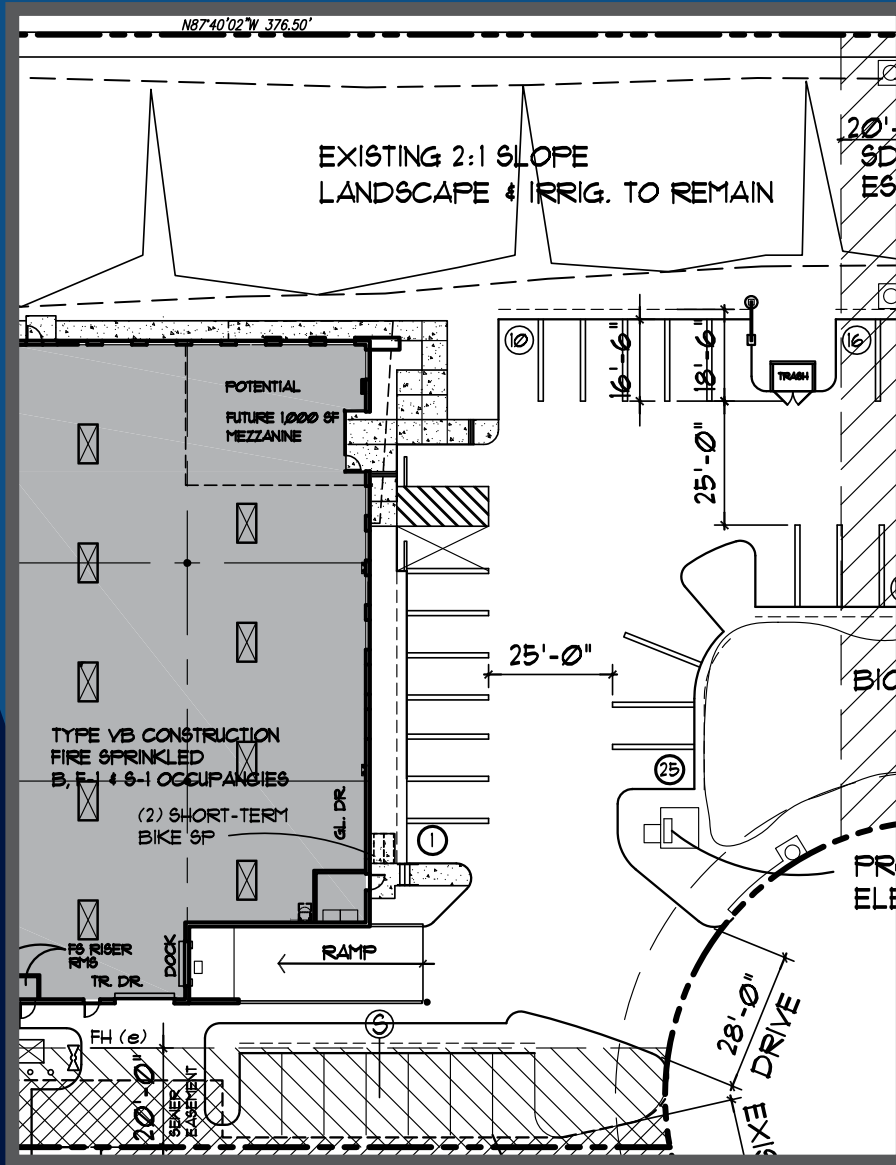 N87°40'02"W 376.50'
EXISTING 2:1 SLOPE
LANDSCAPE & IRRIG. TO REMAIN
20'-
SD
ES
10
16'-6"
18'-6"
16
TRASH
POTENTIAL
FUTURE 1,000 SF
MEZZANINE
25'-0"
25'-0"
BIO
TYPE VB CONSTRUCTION
FIRE SPRINKLED
B, F-1 & S-1 OCCUPANCIES
25
(2) SHORT-TERM
BIKE SP
GL. DR.
1
PR
ELE
FS RISER
RMS
DOCK
RAMP
TR. DR.
28'-0"
DRIVE
FH (e)
20'-0"
SEWER
EASEMENT
S